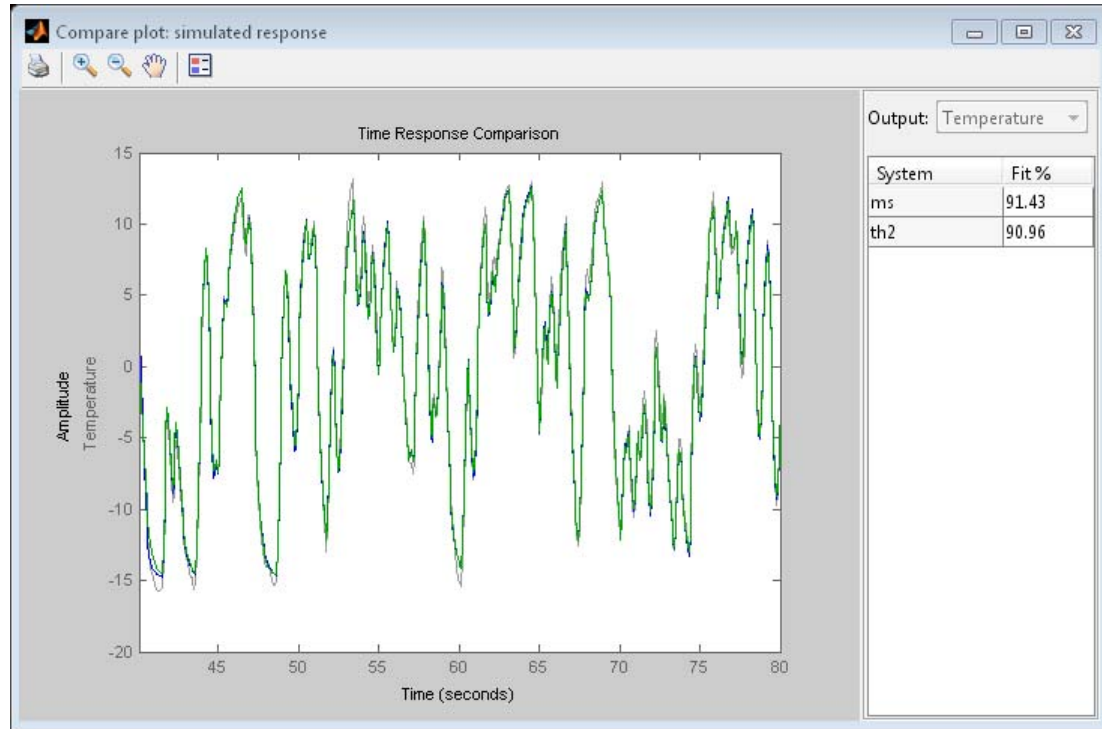 Compare plot: simulated response
Time Response Comparison
15
10
5
0
-5
-10
-15
-20
Amplitude
Temperature
45 50 55 60 65 70 75 80
Time (seconds)
Output: Temperature
System Fit %
ms 91.43
th2 90.96